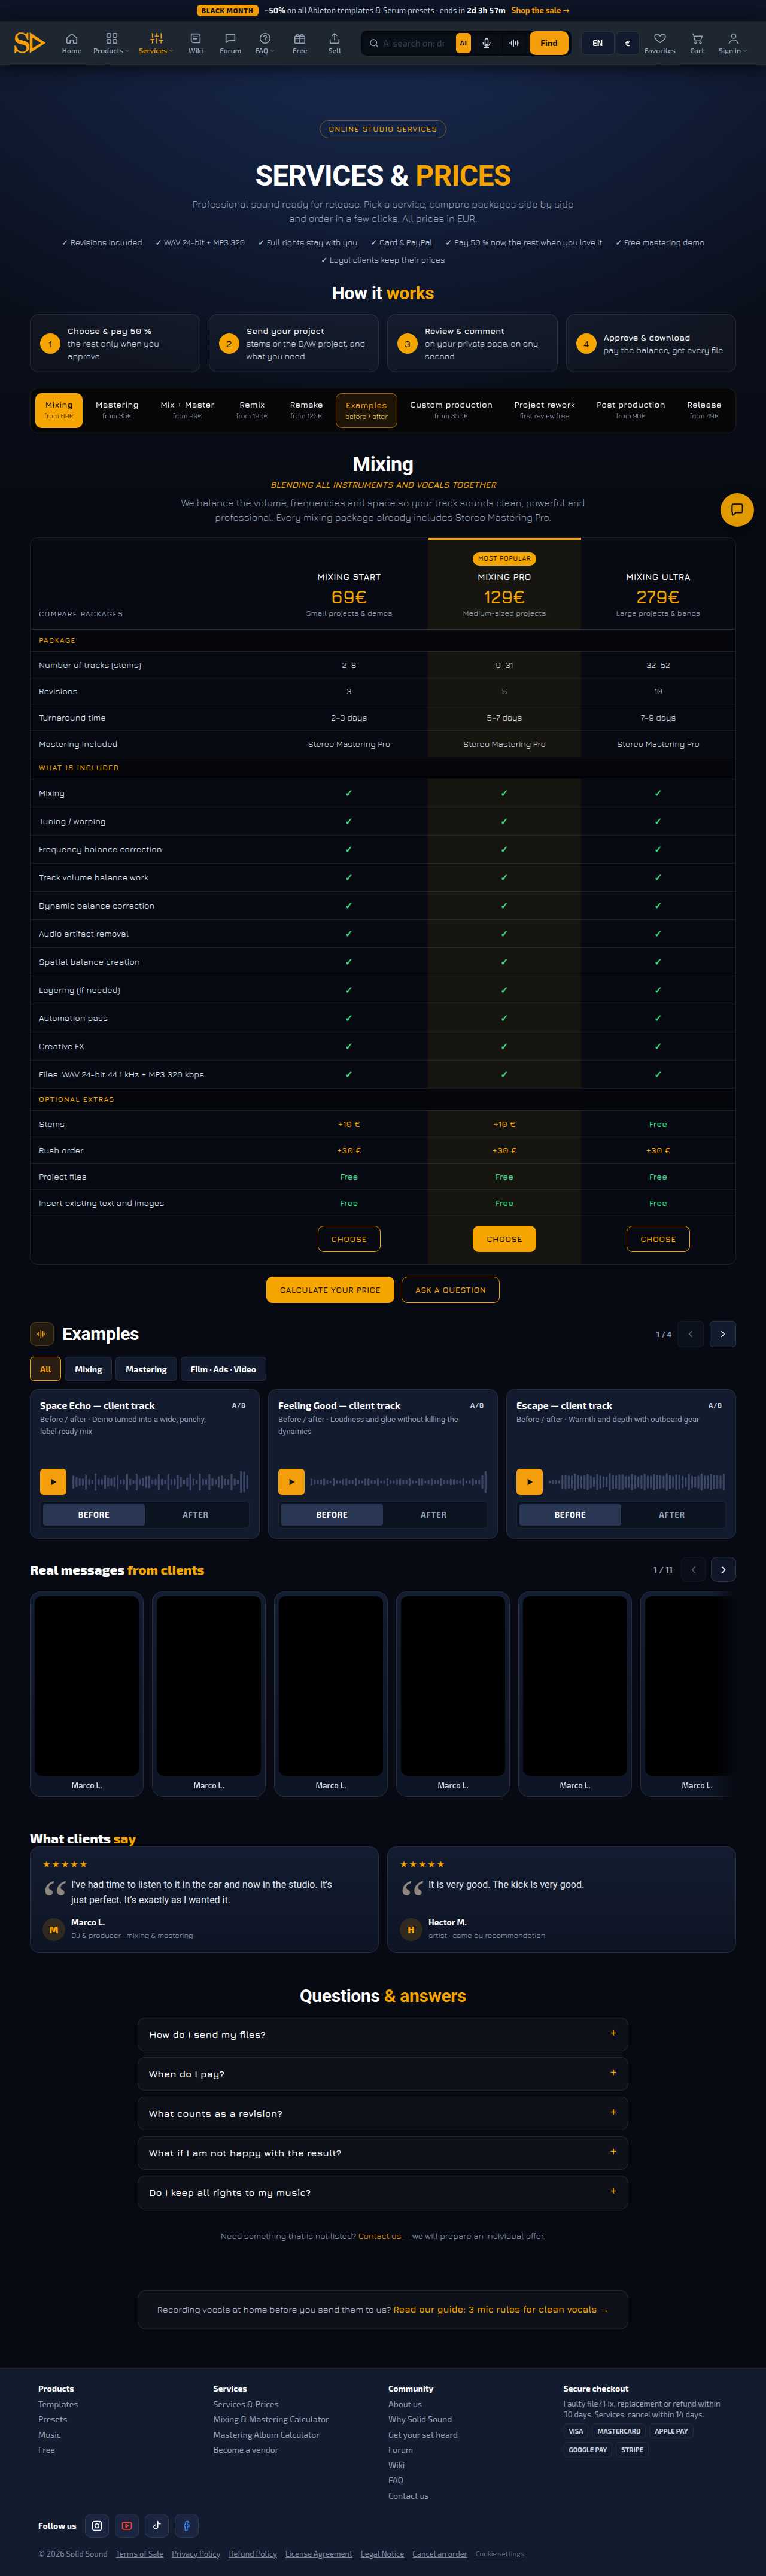 BLACK MONTH −50% on all Ableton templates & Serum presets · ends in 2d 3h 57m Shop the sale →
Home Products Services Wiki Forum FAQ Free Sell AI search on: AI Find EN € Favorites Cart Sign in
ONLINE STUDIO SERVICES
SERVICES & PRICES
Professional sound ready for release. Pick a service, compare packages side by side
and order in a few clicks. All prices in EUR.
✓ Revisions included ✓ WAV 24-bit + MP3 320 ✓ Full rights stay with you ✓ Card & PayPal ✓ Pay 50 % now, the rest when you love it ✓ Free mastering demo
✓ Loyal clients keep their prices
How it works
1 Choose & pay 50 %
the rest only when you
approve
2 Send your project
stems or the DAW project, and
what you need
3 Review & comment
on your private page, on any
second
4 Approve & download
pay the balance, get every file
Mixing Mastering Mix + Master Remix Remake Examples Custom production Project rework Post production Release
from 69€ from 35€ from 99€ from 190€ from 120€ before / after from 350€ first review free from 90€ from 49€
Mixing
BLENDING ALL INSTRUMENTS AND VOCALS TOGETHER
We balance the volume, frequencies and space so your track sounds clean, powerful and
professional. Every mixing package already includes Stereo Mastering Pro.
MOST POPULAR
MIXING START MIXING PRO MIXING ULTRA
69€ 129€ 279€
COMPARE PACKAGES Small projects & demos Medium-sized projects Large projects & bands
PACKAGE
Number of tracks (stems) 2-8 9-31 32-52
Revisions 3 5 10
Turnaround time 2-3 days 5-7 days 7-9 days
Mastering included Stereo Mastering Pro Stereo Mastering Pro Stereo Mastering Pro
WHAT IS INCLUDED
Mixing ✓ ✓ ✓
Tuning / warping ✓ ✓ ✓
Frequency balance correction ✓ ✓ ✓
Track volume balance work ✓ ✓ ✓
Dynamic balance correction ✓ ✓ ✓
Audio artifact removal ✓ ✓ ✓
Spatial balance creation ✓ ✓ ✓
Layering (if needed) ✓ ✓ ✓
Automation pass ✓ ✓ ✓
Creative FX ✓ ✓ ✓
Files: WAV 24-bit 44.1 kHz + MP3 320 kbps ✓ ✓ ✓
OPTIONAL EXTRAS
Stems +10 € +10 € Free
Rush order +30 € +30 € +30 €
Project files Free Free Free
Insert existing text and images Free Free Free
CHOOSE CHOOSE CHOOSE
CALCULATE YOUR PRICE ASK A QUESTION
Examples 1 / 4
All Mixing Mastering Film · Ads · Video
Space Echo — client track A/B
Before / after · Demo turned into a wide, punchy,
label-ready mix
BEFORE AFTER
Feeling Good — client track A/B
Before / after · Loudness and glue without killing the
dynamics
BEFORE AFTER
Escape — client track A/B
Before / after · Warmth and depth with outboard gear
BEFORE AFTER
Real messages from clients 1 / 11
Marco L. Marco L. Marco L. Marco L. Marco L. Marco L.
What clients say
★★★★★
“ I've had time to listen to it in the car and now in the studio. It's
just perfect. It's exactly as I wanted it.
M Marco L.
DJ & producer · mixing & mastering
★★★★★
“ It is very good. The kick is very good.
H Hector M.
artist · came by recommendation
Questions & answers
How do I send my files? +
When do I pay? +
What counts as a revision? +
What if I am not happy with the result? +
Do I keep all rights to my music? +
Need something that is not listed? Contact us — we will prepare an individual offer.
Recording vocals at home before you send them to us? Read our guide: 3 mic rules for clean vocals →
Products
Templates
Presets
Music
Free
Services
Services & Prices
Mixing & Mastering Calculator
Mastering Album Calculator
Become a vendor
Community
About us
Why Solid Sound
Get your set heard
Forum
Wiki
FAQ
Contact us
Secure checkout
Faulty file? Fix, replacement or refund within
30 days. Services: cancel within 14 days.
VISA MASTERCARD APPLE PAY
GOOGLE PAY STRIPE
Follow us
© 2026 Solid Sound Terms of Sale Privacy Policy Refund Policy License Agreement Legal Notice Cancel an order Cookie settings